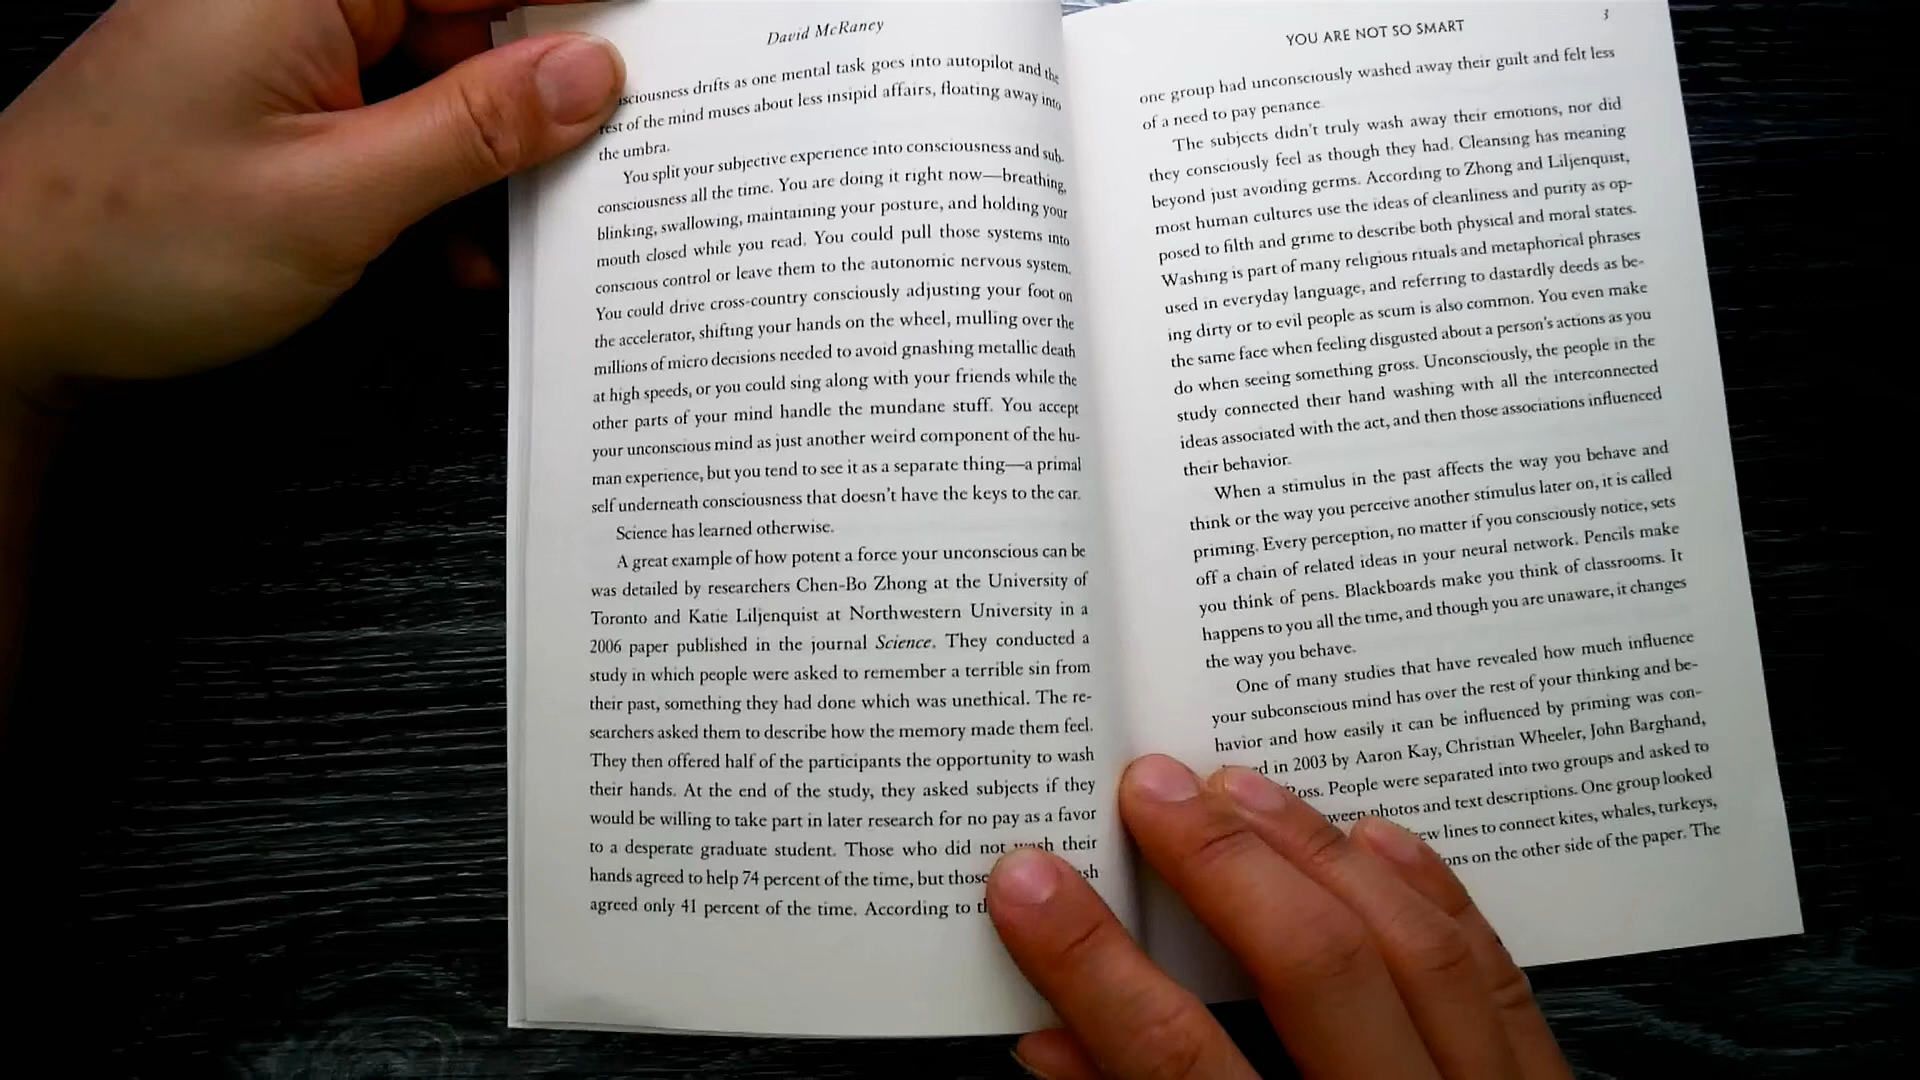 David McRaney
drifts as one mental task goes into autopilot and the
rest of the mind muses about less insipid affairs, floating away into
the umbra.
You split your subjective experience into consciousness and sub-
consciousness all the time. You are doing it right now—breathing,
blinking, swallowing, maintaining your posture, and holding your
mouth closed while you read. You could pull those systems into
conscious control or leave them to the autonomic nervous system.
You could drive cross-country consciously adjusting your foot on
the accelerator, shifting your hands on the wheel, mulling over the
millions of micro decisions needed to avoid gnashing metallic death
at high speeds, or you could sing along with your friends while the
other parts of your mind handle the mundane stuff. You accept
your unconscious mind as just another weird component of the hu-
man experience, but you tend to see it as a separate thing—a primal
self underneath consciousness that doesn't have the keys to the car.
Science has learned otherwise.
A great example of how potent a force your unconscious can be
was detailed by researchers Chen-Bo Zhong at the University of
Toronto and Katie Liljenquist at Northwestern University in a
2006 paper published in the journal Science. They conducted a
study in which people were asked to remember a terrible sin from
their past, something they had done which was unethical. The re-
searchers asked them to describe how the memory made them feel.
They then offered half of the participants the opportunity to wash
their hands. At the end of the study, they asked subjects if they
would be willing to take part in later research for no pay as a favor
to a desperate graduate student. Those who did not wash their
hands agreed to help 74 percent of the time, but those
agreed only 41 percent of the time. According to
YOU ARE NOT SO SMART
3
one group had unconsciously washed away their guilt and felt less
of a need to pay penance.
The subjects didn't truly wash away their emotions, nor did
they consciously feel as though they had. Cleansing has meaning
beyond just avoiding germs. According to Zhong and Liljenquist,
most human cultures use the ideas of cleanliness and purity as op-
posed to filth and grime to describe both physical and moral states.
Washing is part of many religious rituals and metaphorical phrases
used in everyday language, and referring to dastardly deeds as be-
ing dirty or to evil people as scum is also common. You even make
the same face when feeling disgusted about a person's actions as you
do when seeing something gross. Unconsciously, the people in the
study connected their hand washing with all the interconnected
ideas associated with the act, and then those associations influenced
their behavior.
When a stimulus in the past affects the way you behave and
think or the way you perceive another stimulus later on, it is called
priming. Every perception, no matter if you consciously notice, sets
off a chain of related ideas in your neural network. Pencils make
you think of pens. Blackboards make you think of classrooms. It
happens to you all the time, and though you are unaware, it changes
the way you behave.
One of many studies that have revealed how much influence
your subconscious mind has over the rest of your thinking and be-
havior and how easily it can be influenced by priming was con-
in 2003 by Aaron Kay, Christian Wheeler, John Barghand,
Ross. People were separated into two groups and asked to
photos and text descriptions. One group looked
lines to connect kites, whales, turkeys,
on the other side of the paper. The